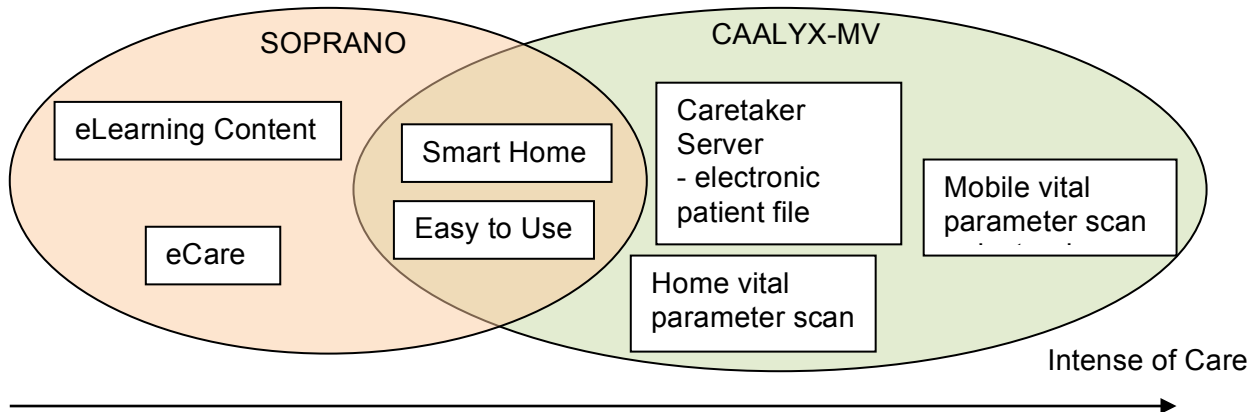 SOPRANO
CAALYX-MV
eLearning Content
eCare
Smart Home
Easy to Use
Caretaker
Server
- electronic
patient file
Home vital
parameter scan
Mobile vital
parameter scan
Intense of Care